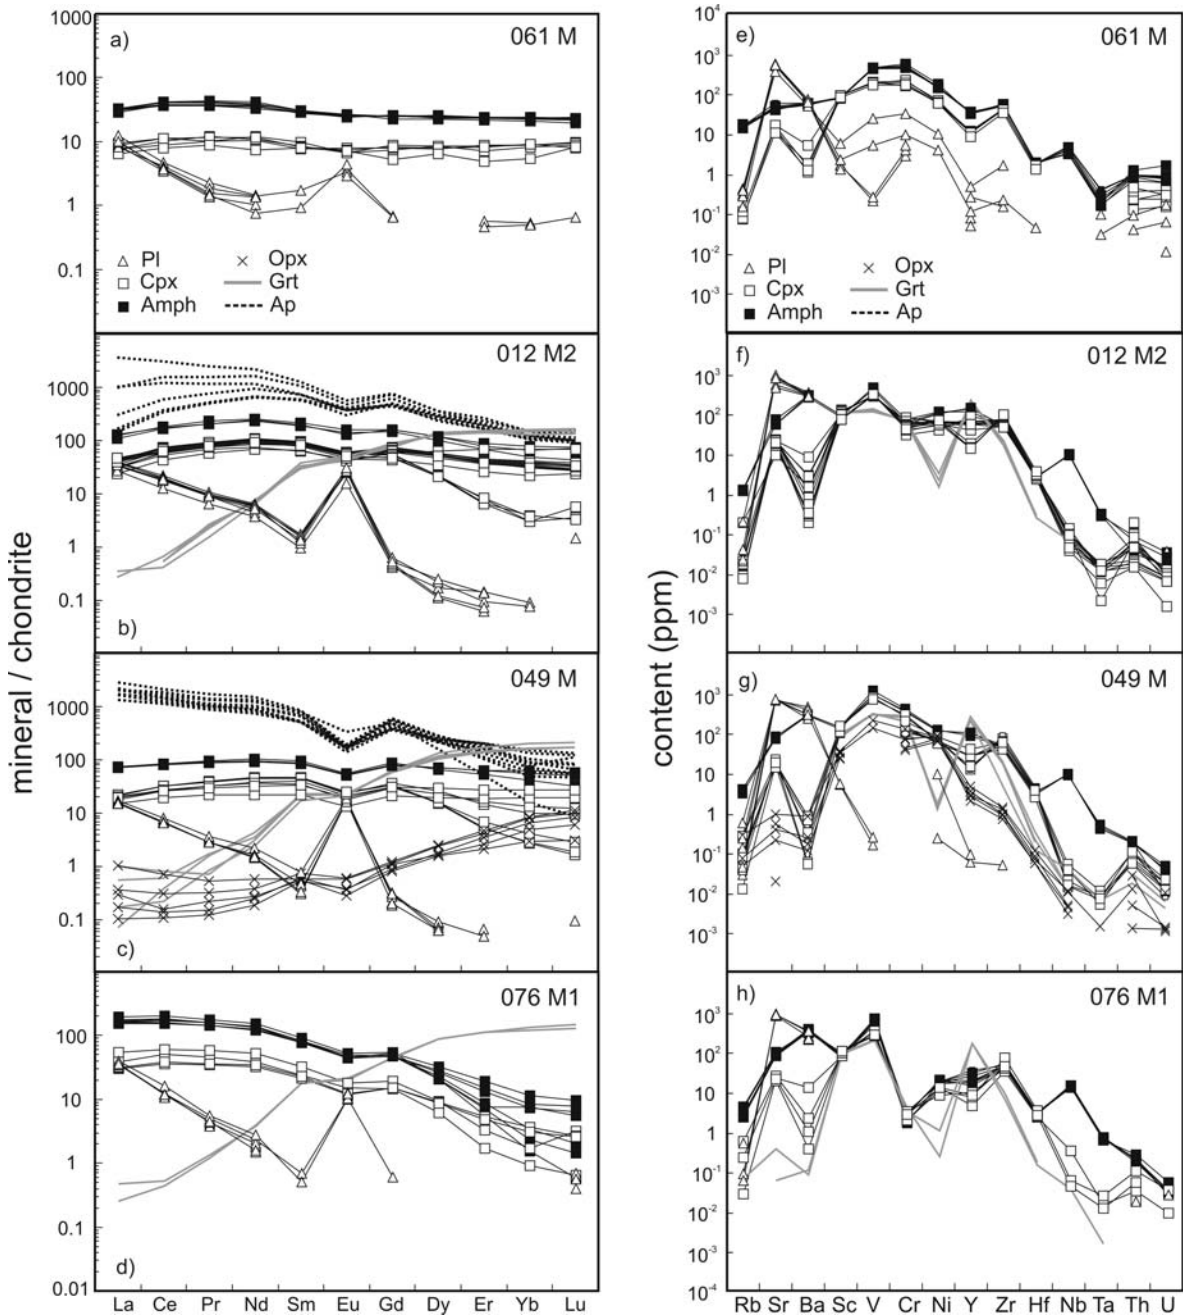 a)
061 M
1000
100
10
1
0.1
Pl
Cpx
Amph
Opx
Grt
Ap
e)
061 M
10⁴
10³
10²
10
1
10⁻¹
10⁻²
10⁻³
Pl
Cpx
Amph
Opx
Grt
Ap
012 M2
1000
100
10
1
0.1
b)
f)
012 M2
10³
10²
10
1
10⁻¹
10⁻²
10⁻³
mineral / chondrite
content (ppm)
049 M
1000
100
10
1
0.1
c)
g)
049 M
10³
10²
10
1
10⁻¹
10⁻²
10⁻³
076 M1
100
10
1
0.1
0.01
d)
h)
076 M1
10³
10²
10
1
10⁻¹
10⁻²
10⁻³
10⁻⁴
La Ce Pr Nd Sm Eu Gd Dy Er Yb Lu
Rb Sr Ba Sc V Cr Ni Y Zr Hf Nb Ta Th U